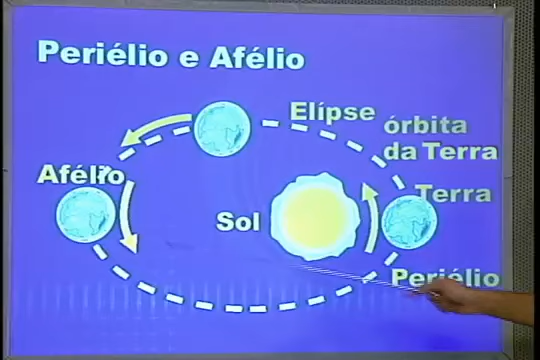 Periélio e Afélio
Elípse
órbita
da Terra
Afélio
Terra
Sol
Periélio